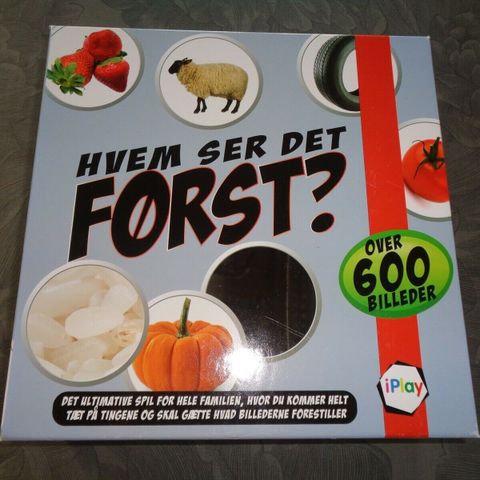 HVEM SER DET
FØRST?
OVER
600
BILLEDER
iPlay
DET ULTIMATIVE SPIL FOR HELE FAMILIEN, HVOR DU KOMMER HELT
TÆT PÅ TINGENE OG SKAL GÆTTE HVAD BILLEDERNE FORESTILLER